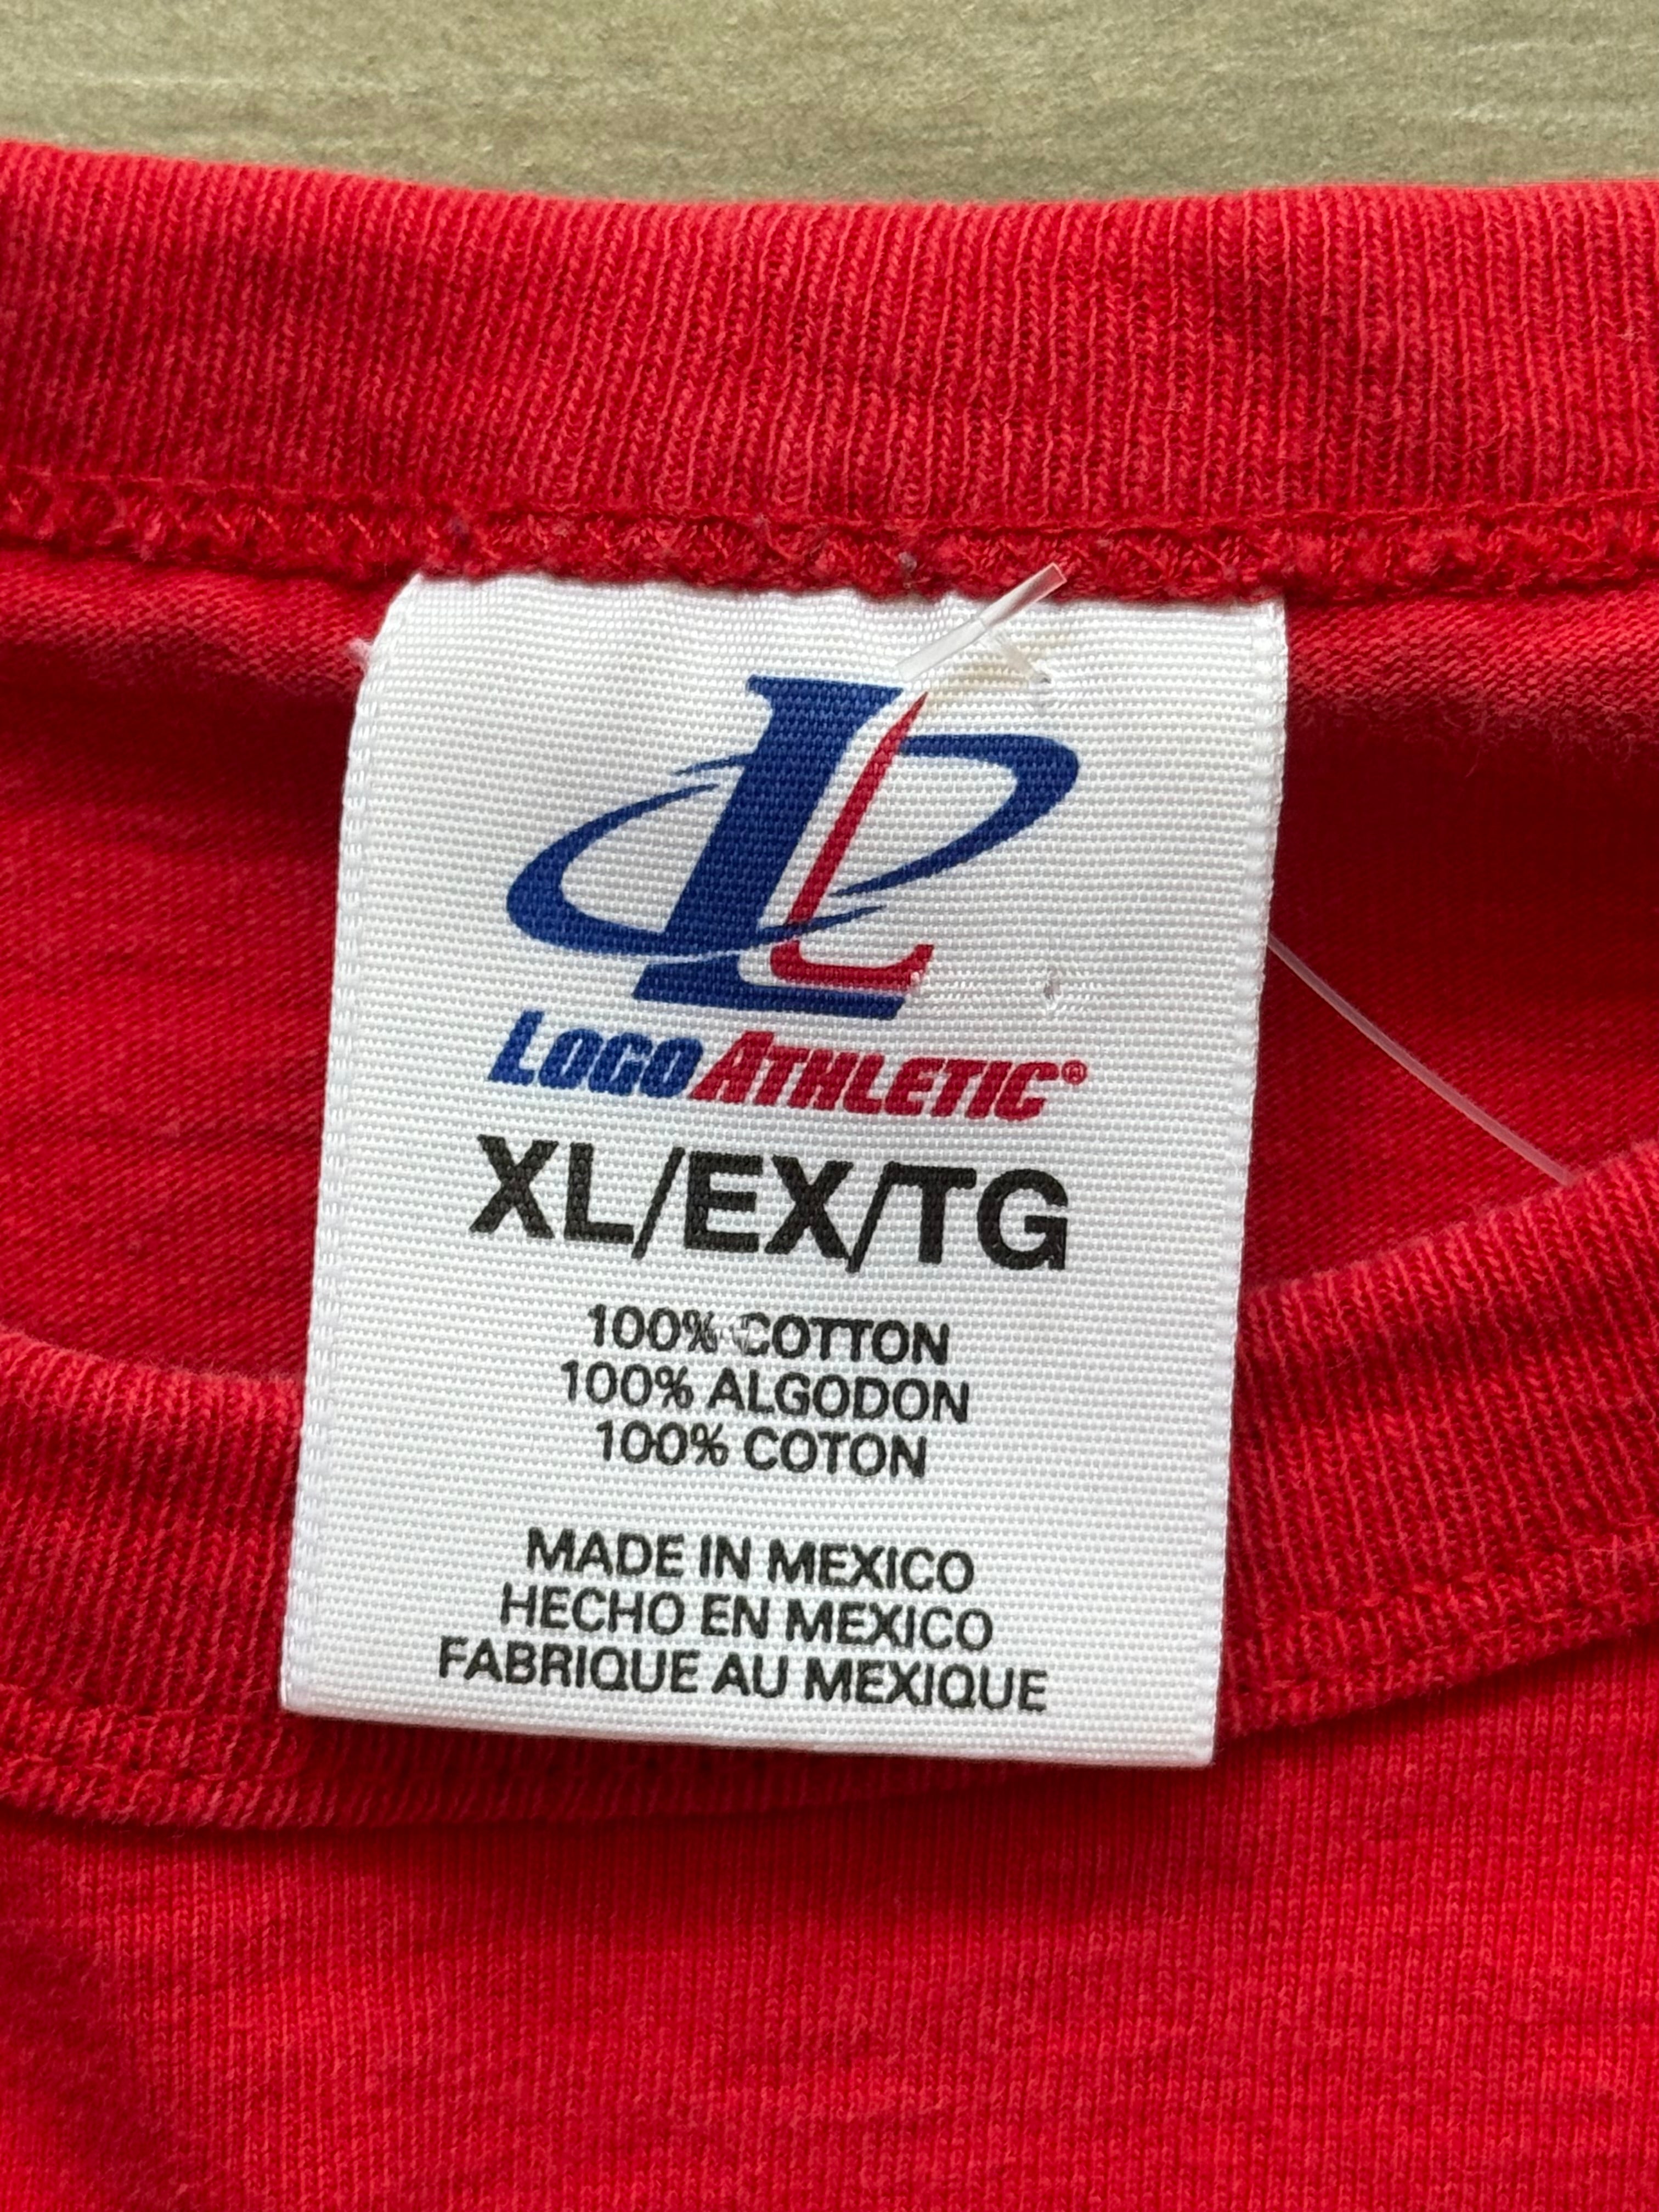 LOGOATHLETIC®
XL/EX/TG
100% COTTON
100% ALGODON
100% COTON
MADE IN MEXICO
HECHO EN MEXICO
FABRIQUE AU MEXIQUE